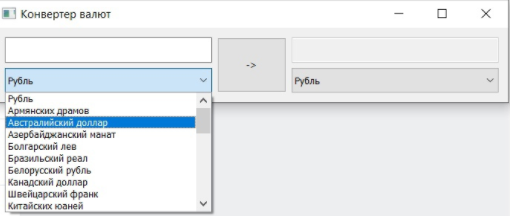 Конвертер валют
->
Рубль
Рубль
Рубль
Армянских драмов
Австралийский доллар
Азербайджанский манат
Болгарский лев
Бразильский реал
Белорусский рубль
Канадский доллар
Швейцарский франк
Китайских юаней